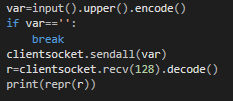 var=input().upper().encode()
if var=='':
    break
clientsocket.sendall(var)
r=clientsocket.recv(128).decode()
print(repr(r))